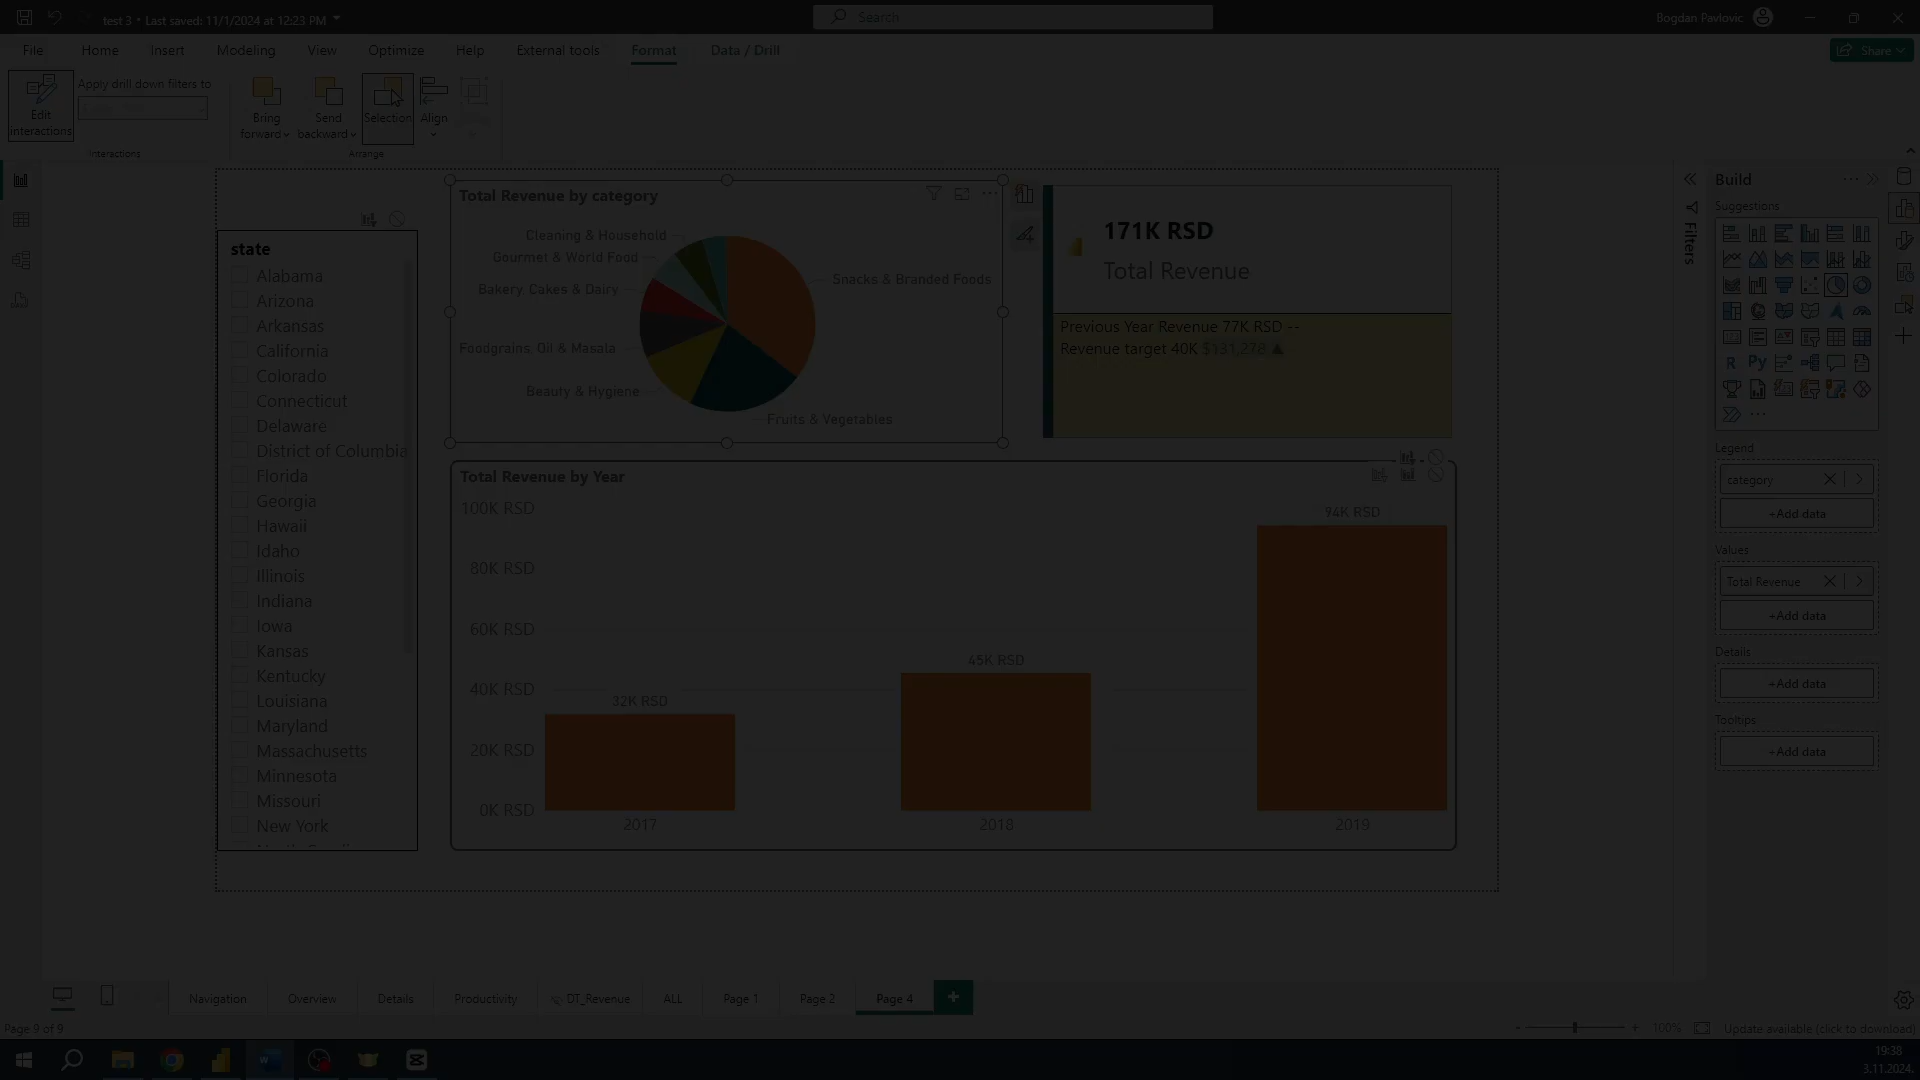 test 3 • Last saved: 11/1/2024 at 12:23 PM
Search
Bogdan Pavlovic
File
Home
Insert
Modeling
View
Optimize
Help
External tools
Format
Data / Drill
Share
Edit interactions
Apply drill down filters to
Bring forward
Send backward
Selection
Align
Interactions
Arrange
state
Alabama
Arizona
Arkansas
California
Colorado
Connecticut
Delaware
District of Columbia
Florida
Georgia
Hawaii
Idaho
Illinois
Indiana
Iowa
Kansas
Kentucky
Louisiana
Maryland
Massachusetts
Minnesota
Missouri
New York
Total Revenue by category
Cleaning & Household
Gourmet & World Food
Bakery, Cakes & Dairy
Foodgrains, Oil & Masala
Beauty & Hygiene
Snacks & Branded Foods
Fruits & Vegetables
171K RSD
Total Revenue
Previous Year Revenue 77K RSD --
Revenue target 40K $131,278 ▲
Total Revenue by Year
100K RSD
80K RSD
60K RSD
40K RSD
20K RSD
0K RSD
32K RSD
45K RSD
94K RSD
2017
2018
2019
Filters
Build
Suggestions
R
Py
Legend
category
+Add data
Values
Total Revenue
+Add data
Details
+Add data
Tooltips
+Add data
Navigation
Overview
Details
Productivity
DT_Revenue
ALL
Page 1
Page 2
Page 4
Page 9 of 9
100%
Update available (click to download)
19:38
3.11.2024.